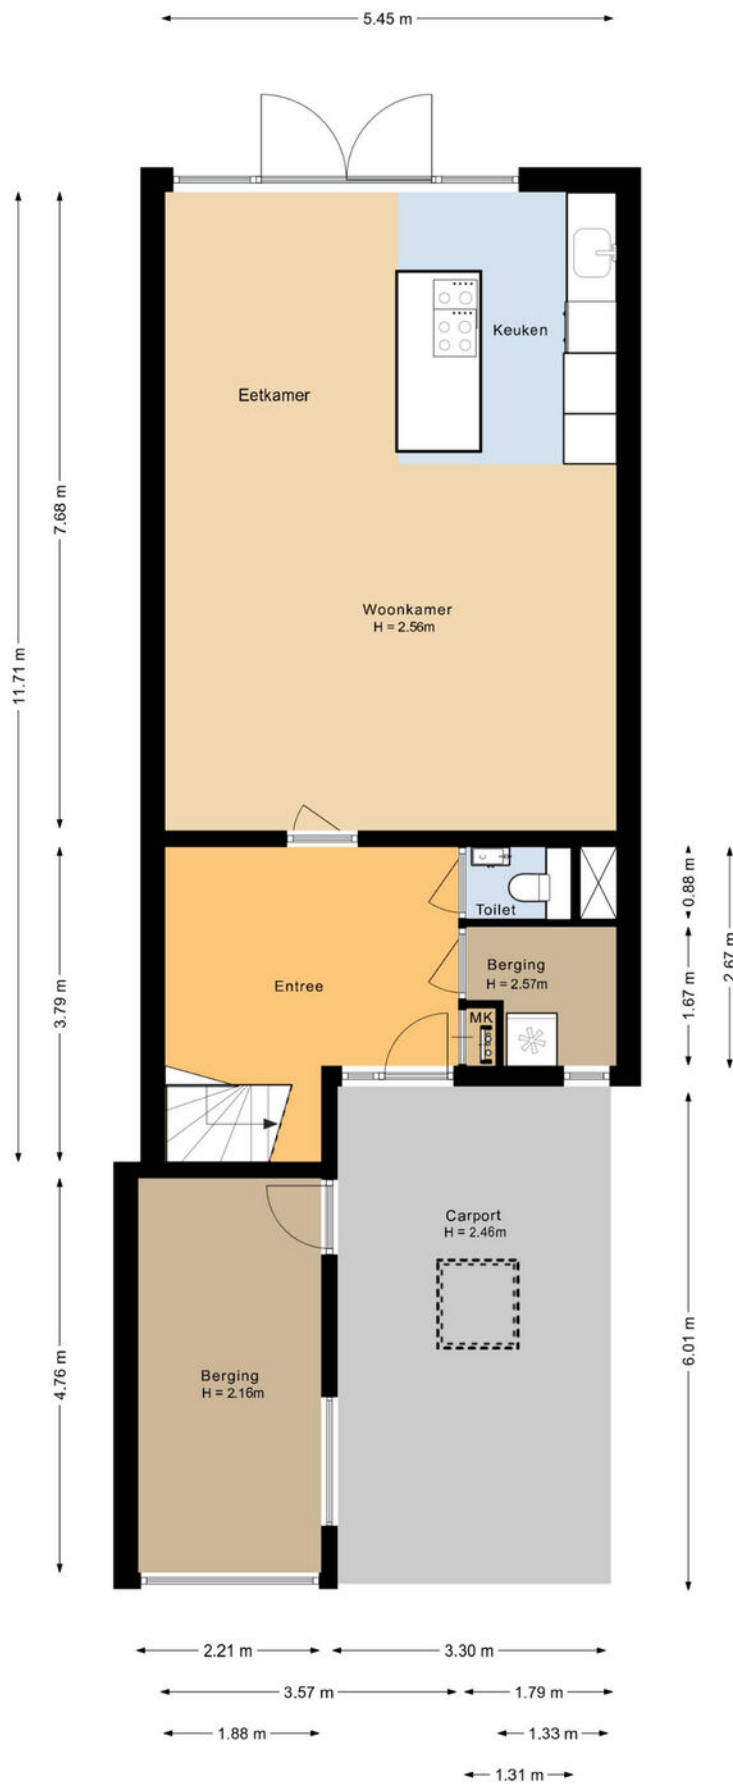 5.45 m
Keuken
Eetkamer
7.68 m
Woonkamer
H = 2.56m
11.71 m
0.88 m
Toilet
2.67 m
Berging
H = 2.57m
1.67 m
Entree
3.79 m
MK
Carport
H = 2.46m
6.01 m
Berging
H = 2.16m
4.76 m
2.21 m
3.30 m
3.57 m
1.79 m
1.88 m
1.33 m
1.31 m